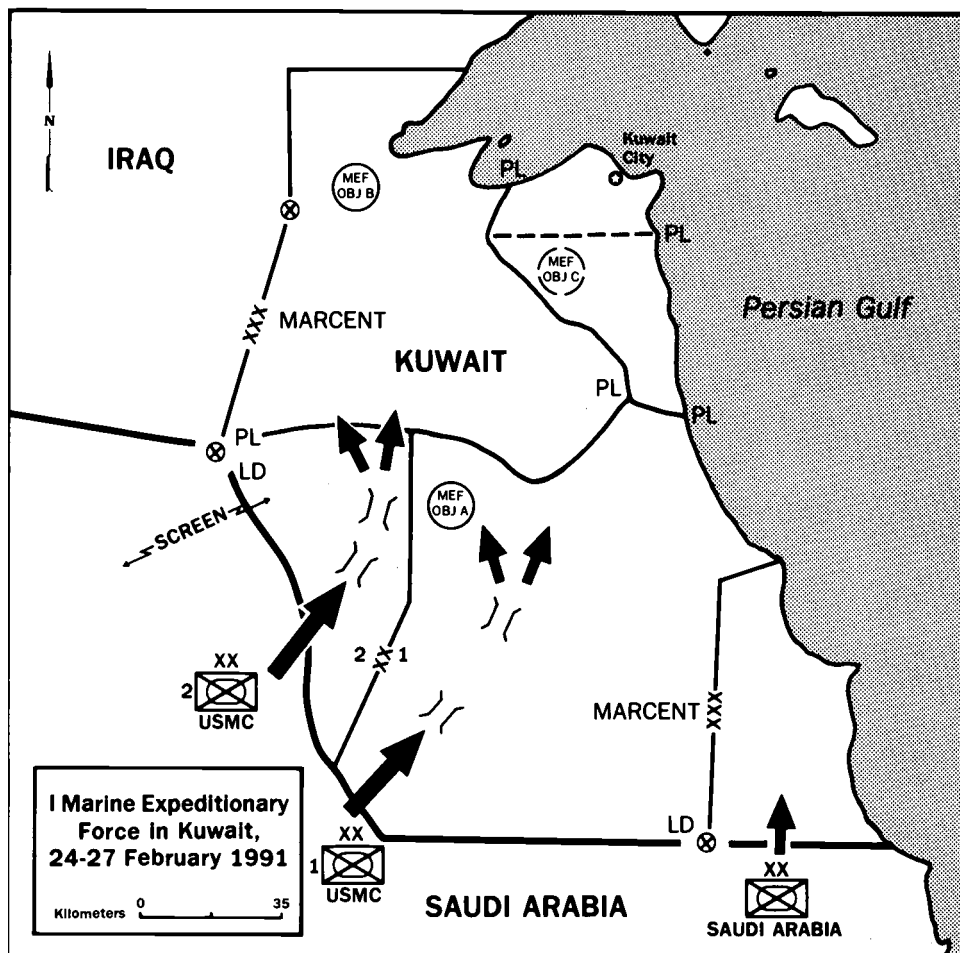 N
IRAQ
MEF
OBJ B
PL
Kuwait
City
PL
MEF
OBJ C
XXX
MARCENT
Persian Gulf
KUWAIT
PL
PL
PL
LD
MEF
OBJ A
SCREEN
2 XX 1
XX
2
USMC
MARCENT
XXX
I Marine Expeditionary
Force in Kuwait,
24-27 February 1991
Kilometers 0 35
XX
1
USMC
LD
XX
SAUDI ARABIA
SAUDI ARABIA